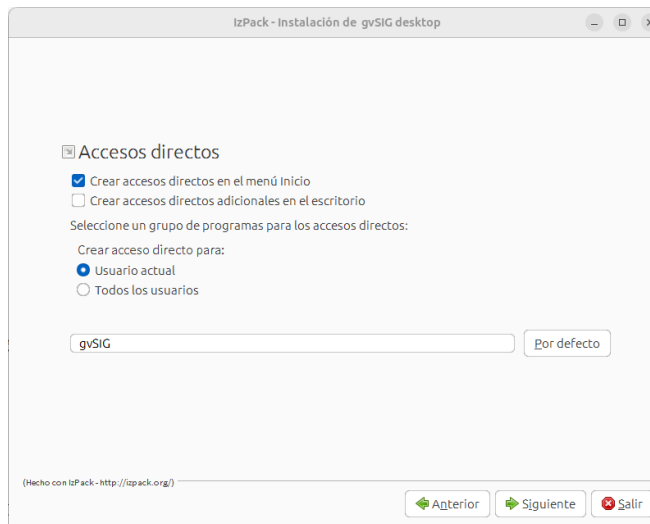 IzPack - Instalación de gvSIG desktop
Accesos directos
Crear accesos directos en el menú Inicio
Crear accesos directos adicionales en el escritorio
Seleccione un grupo de programas para los accesos directos:
Crear acceso directo para:
Usuario actual
Todos los usuarios
gvSIG Por defecto
(Hecho con IzPack - http://izpack.org/)
Anterior Siguiente Salir